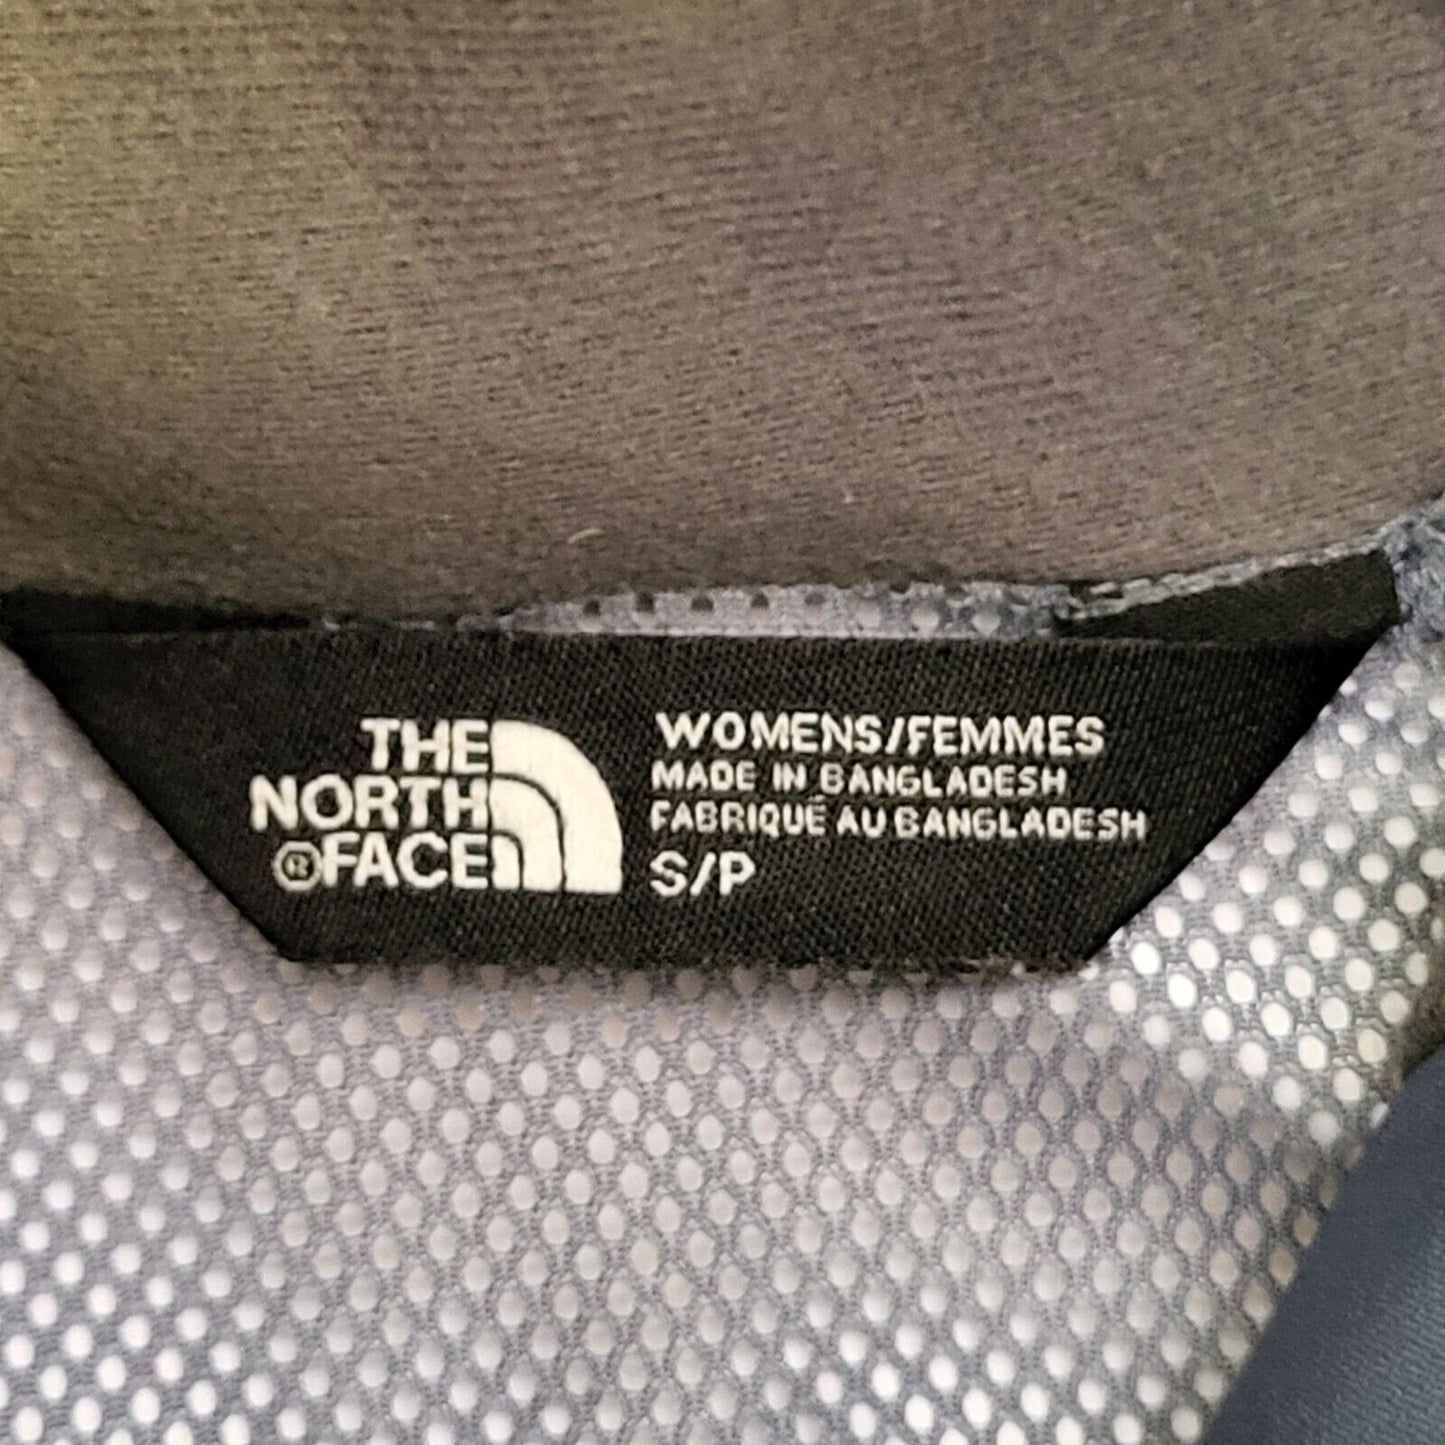 THE
NORTH
®FACE
WOMENS/FEMMES
MADE IN BANGLADESH
FABRIQUÉ AU BANGLADESH
S/P